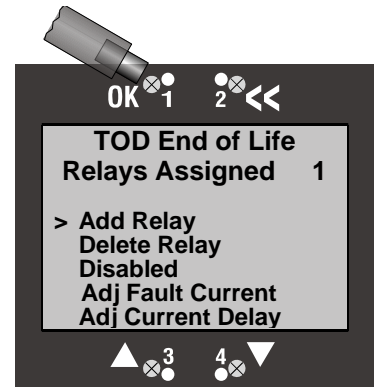 OK 1 2 <<
TOD End of Life
Relays Assigned 1
> Add Relay
Delete Relay
Disabled
Adj Fault Current
Adj Current Delay
3 4